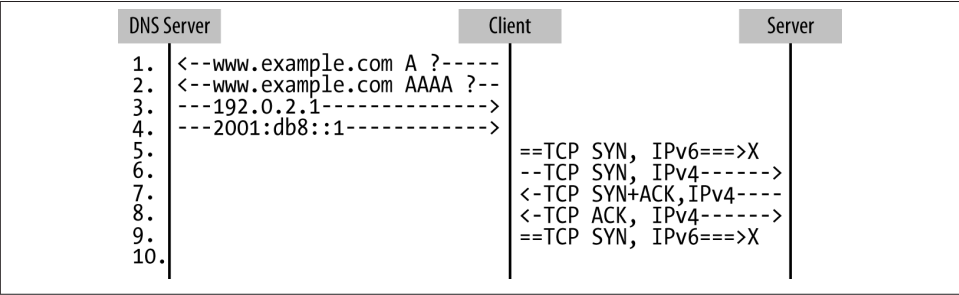 DNS Server Client Server
1. <--www.example.com A ?-----
2. <--www.example.com AAAA ?--
3. ---192.0.2.1-------------->
4. ---2001:db8::1------------>
5. ==TCP SYN, IPv6===>X
6. --TCP SYN, IPv4------>
7. <-TCP SYN+ACK,IPv4----
8. <-TCP ACK, IPv4------>
9. ==TCP SYN, IPv6===>X
10.